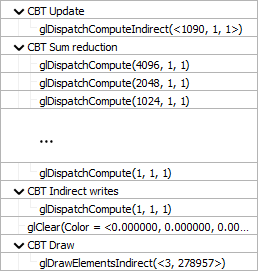 CBT Update
glDispatchComputeIndirect(<1090, 1, 1>)
CBT Sum reduction
glDispatchCompute(4096, 1, 1)
glDispatchCompute(2048, 1, 1)
glDispatchCompute(1024, 1, 1)
...
glDispatchCompute(1, 1, 1)
CBT Indirect writes
glDispatchCompute(1, 1, 1)
glClear(Color = <0.000000, 0.000000, 0.00...
CBT Draw
glDrawElementsIndirect(<3, 278957>)